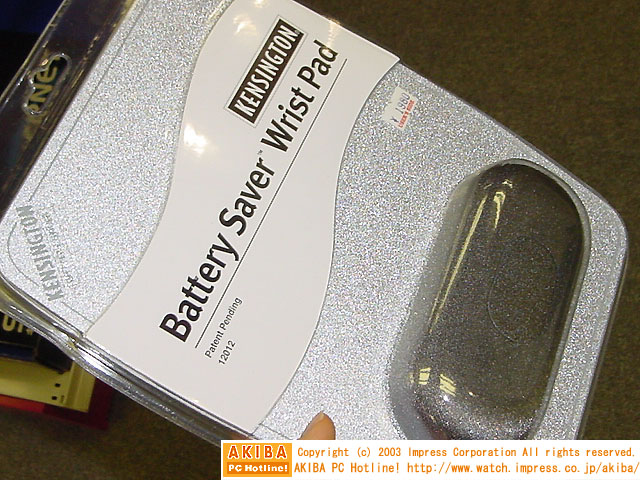 KENSINGTON
Battery Saver™ Wrist Pad
Patent Pending
12012
KENSINGTON
AKIBA
PC Hotline!
Copyright (c) 2003 Impress Corporation All rights reserved.
AKIBA PC Hotline! http://www.watch.impress.co.jp/akiba/